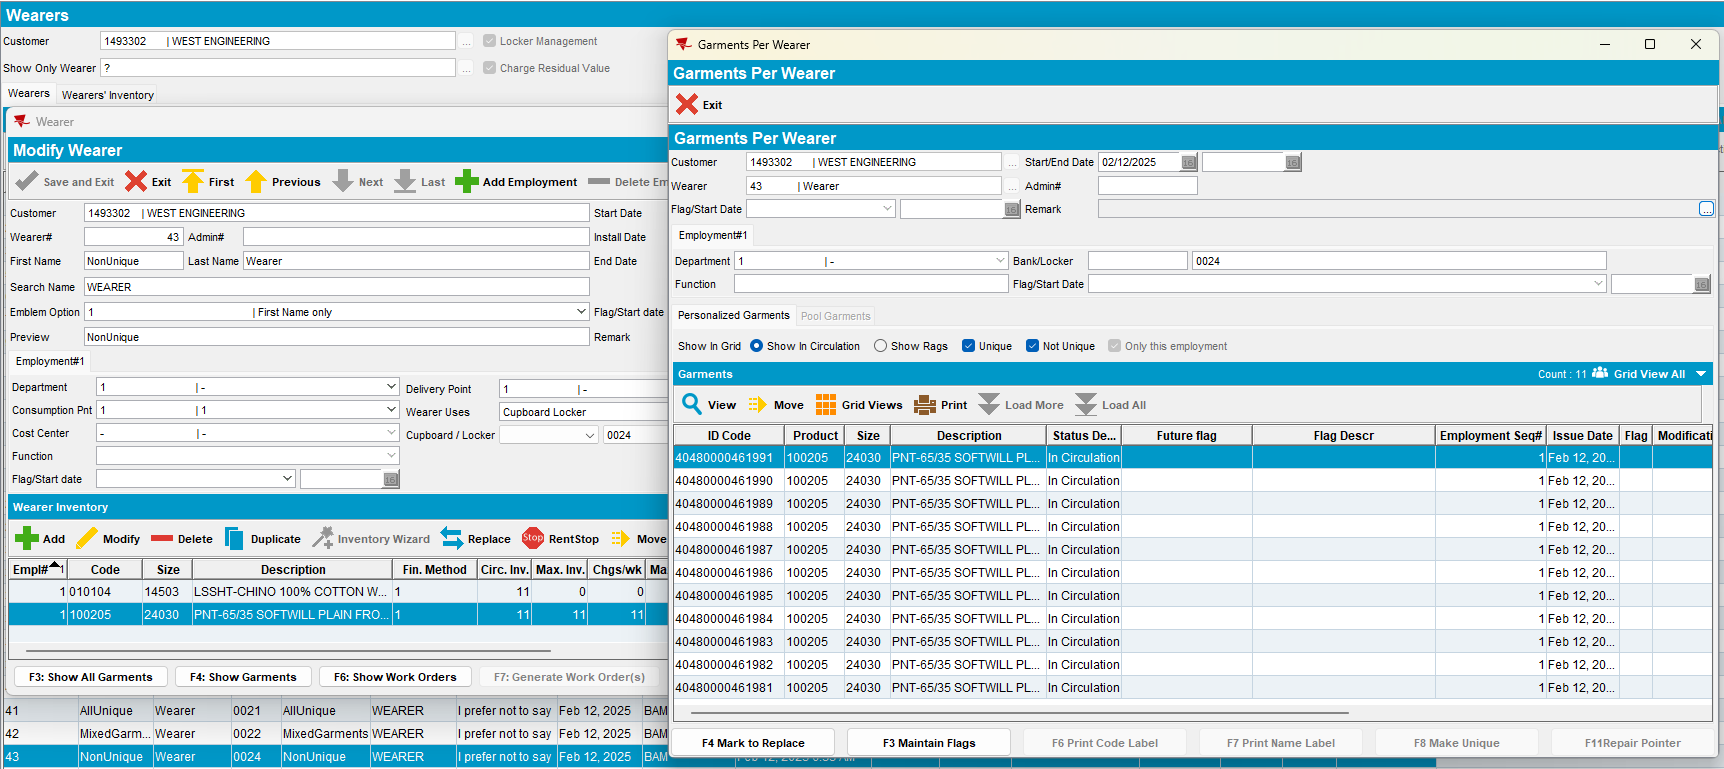 Wearers
Customer 1493302 | WEST ENGINEERING ... Locker Management
Show Only Wearer ? ... Charge Residual Value
Wearers Wearers' Inventory
Wearer
Modify Wearer
Save and Exit Exit First Previous Next Last Add Employment Delete Em
Customer 1493302 | WEST ENGINEERING Start Date
Wearer# 43 Admin# Install Date
First Name NonUnique Last Name Wearer End Date
Search Name WEARER
Emblem Option 1 | First Name only Flag/Start date
Preview NonUnique Remark
Employment#1
Department 1 | - Delivery Point 1 | -
Consumption Pnt 1 | 1 Wearer Uses Cupboard Locker
Cost Center - | - Cupboard / Locker 0024
Function
Flag/Start date 16
Wearer Inventory
Add Modify Delete Duplicate Inventory Wizard Replace Stop RentStop Move
Empl# 1 Code Size Description Fin. Method Circ. Inv. Max. Inv. Chgs/wk Ma
1 010104 14503 LSSHT-CHINO 100% COTTON W... 1 11 0 0
1 100205 24030 PNT-65/35 SOFTWILL PLAIN FRO... 1 11 11 11
F3: Show All Garments F4: Show Garments F6: Show Work Orders F7: Generate Work Order(s)
41 AllUnique Wearer 0021 AllUnique WEARER I prefer not to say Feb 12, 2025 BAM
42 MixedGarm... Wearer 0022 MixedGarments WEARER I prefer not to say Feb 12, 2025 BAM
43 NonUnique Wearer 0024 NonUnique WEARER I prefer not to say Feb 12, 2025 BAM
Garments Per Wearer
Garments Per Wearer
Exit
Garments Per Wearer
Customer 1493302 | WEST ENGINEERING ... Start/End Date 02/12/2025 16 16
Wearer 43 | Wearer ... Admin#
Flag/Start Date 16 Remark ...
Employment#1
Department 1 | - Bank/Locker 0024
Function Flag/Start Date 16
Personalized Garments Pool Garments
Show In Grid Show In Circulation Show Rags Unique Not Unique Only this employment
Garments Count : 11 Grid View All
View Move Grid Views Print Load More Load All
ID Code Product Size Description Status De... Future flag Flag Descr Employment Seq# Issue Date Flag Modificati
40480000461991 100205 24030 PNT-65/35 SOFTWILL PL... In Circulation 1 Feb 12, 20...
40480000461990 100205 24030 PNT-65/35 SOFTWILL PL... In Circulation 1 Feb 12, 20...
40480000461989 100205 24030 PNT-65/35 SOFTWILL PL... In Circulation 1 Feb 12, 20...
40480000461988 100205 24030 PNT-65/35 SOFTWILL PL... In Circulation 1 Feb 12, 20...
40480000461987 100205 24030 PNT-65/35 SOFTWILL PL... In Circulation 1 Feb 12, 20...
40480000461986 100205 24030 PNT-65/35 SOFTWILL PL... In Circulation 1 Feb 12, 20...
40480000461985 100205 24030 PNT-65/35 SOFTWILL PL... In Circulation 1 Feb 12, 20...
40480000461984 100205 24030 PNT-65/35 SOFTWILL PL... In Circulation 1 Feb 12, 20...
40480000461983 100205 24030 PNT-65/35 SOFTWILL PL... In Circulation 1 Feb 12, 20...
40480000461982 100205 24030 PNT-65/35 SOFTWILL PL... In Circulation 1 Feb 12, 20...
40480000461981 100205 24030 PNT-65/35 SOFTWILL PL... In Circulation 1 Feb 12, 20...
F4 Mark to Replace F3 Maintain Flags F6 Print Code Label F7 Print Name Label F8 Make Unique F11Repair Pointer